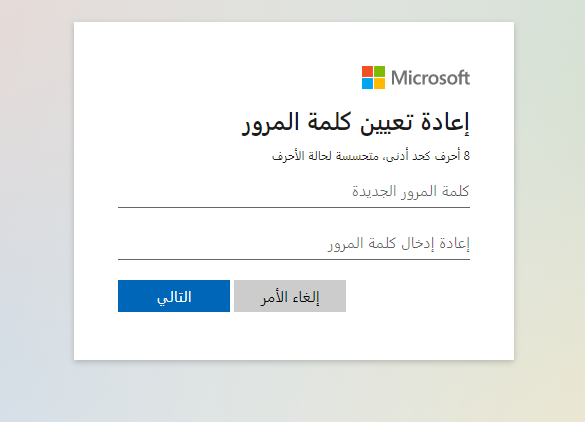 Microsoft
إعادة تعيين كلمة المرور
8 أحرف كحد أدنى، متحسسة لحالة الأحرف
كلمة المرور الجديدة
إعادة إدخال كلمة المرور
إلغاء الأمر
التالي